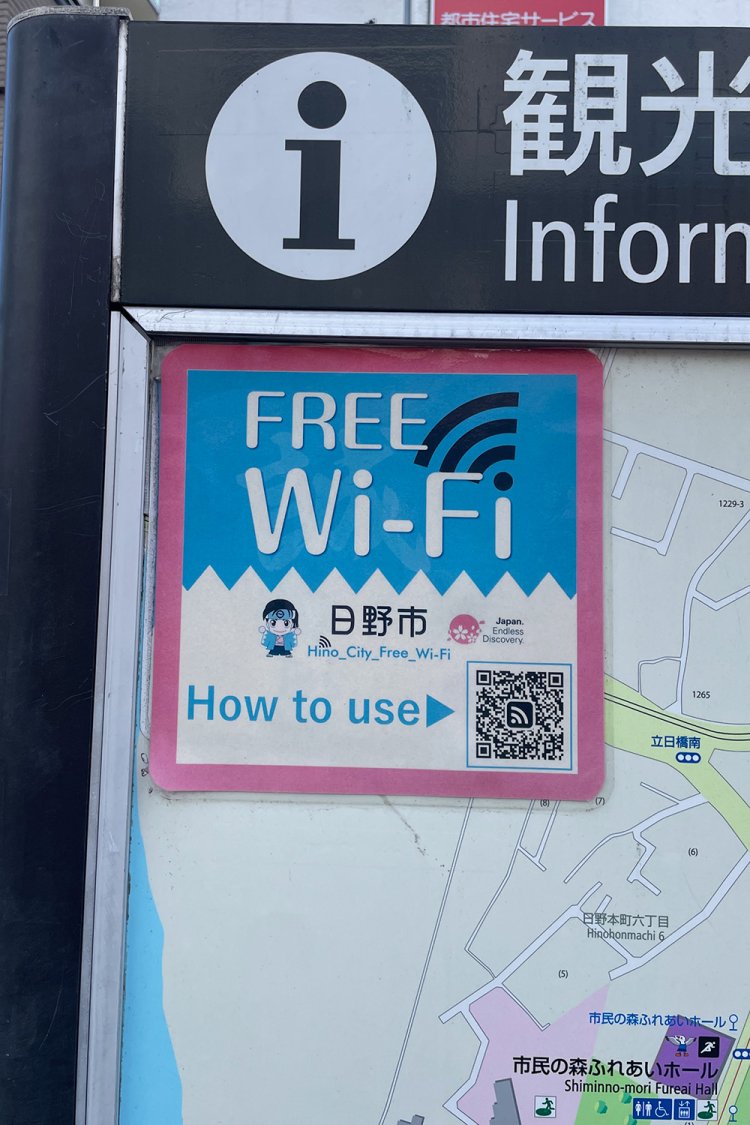 都市住宅サービス
i
観光
Inform
FREE
Wi-Fi
日野市
Hino_City_Free_Wi-Fi
Japan.
Endless
Discovery.
How to use▶
1229-3
1265
立日橋南
(8)
(7)
(6)
日野本町六丁目
Hinohonmachi 6
(5)
市民の森ふれあいホール
市民の森ふれあいホール
Shiminno-mori Fureai Hall